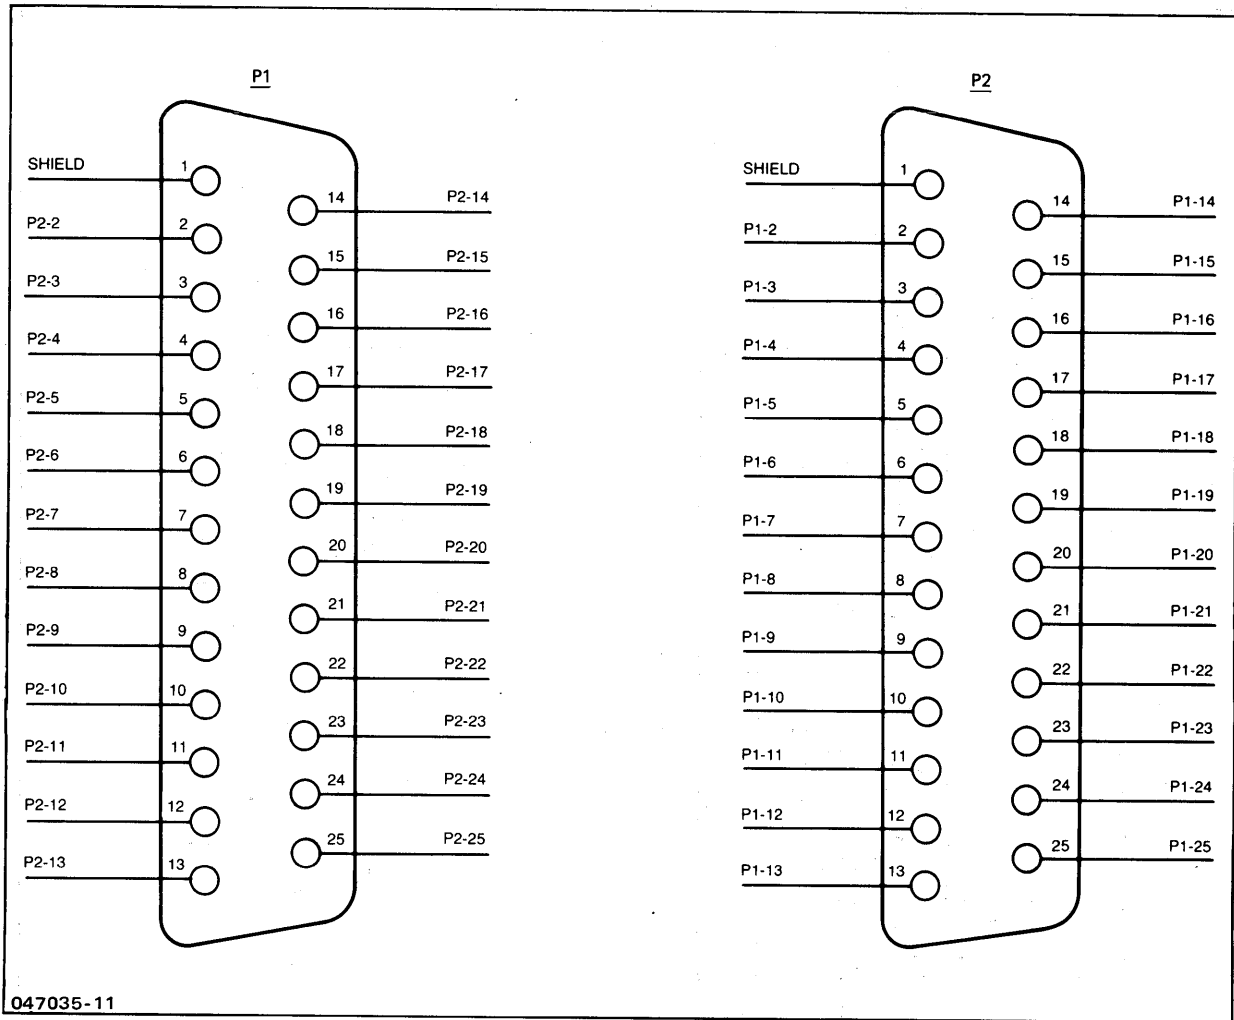 P1
SHIELD 1
14 P2-14
P2-2 2
15 P2-15
P2-3 3
16 P2-16
P2-4 4
17 P2-17
P2-5 5
18 P2-18
P2-6 6
19 P2-19
P2-7 7
20 P2-20
P2-8 8
21 P2-21
P2-9 9
22 P2-22
P2-10 10
23 P2-23
P2-11 11
24 P2-24
P2-12 12
25 P2-25
P2-13 13
P2
SHIELD 1
14 P1-14
P1-2 2
15 P1-15
P1-3 3
16 P1-16
P1-4 4
17 P1-17
P1-5 5
18 P1-18
P1-6 6
19 P1-19
P1-7 7
20 P1-20
P1-8 8
21 P1-21
P1-9 9
22 P1-22
P1-10 10
23 P1-23
P1-11 11
24 P1-24
P1-12 12
25 P1-25
P1-13 13
047035-11